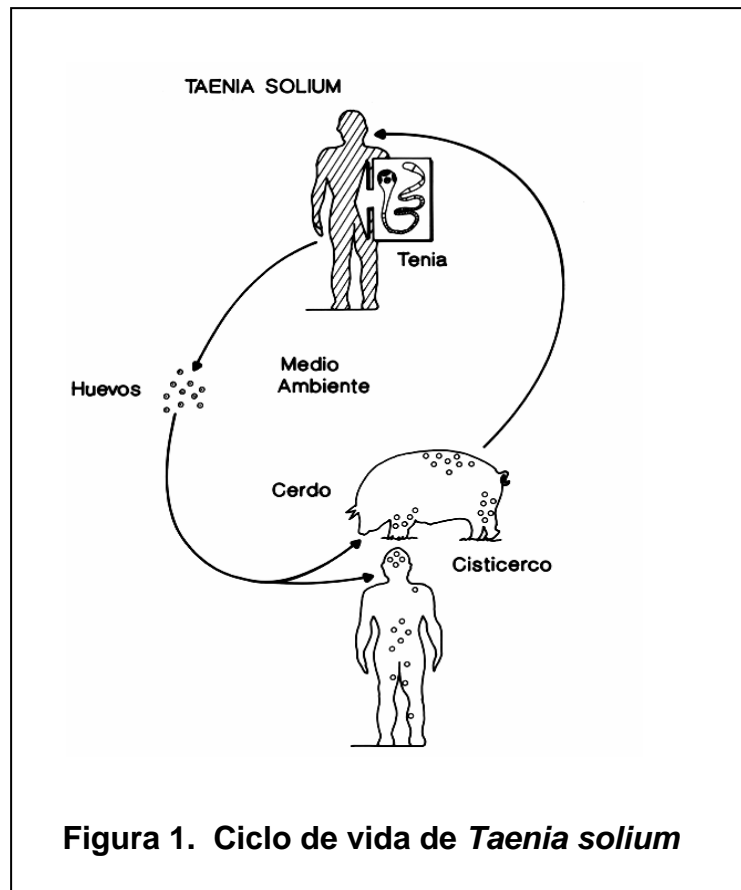 TAENIA SOLIUM
Tenia
Medio
Ambiente
Huevos
Cerdo
Cisticerco
Figura 1. Ciclo de vida de Taenia solium